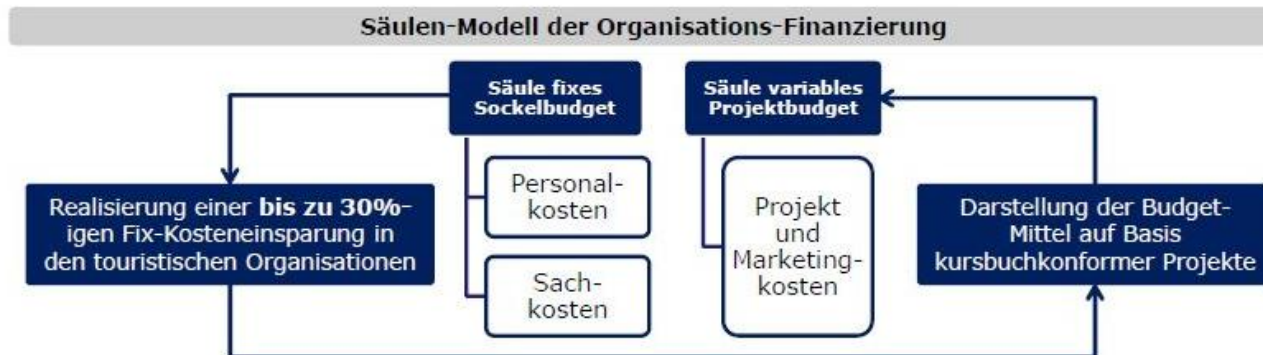 Säulen-Modell der Organisations-Finanzierung
Säule fixes
Sockelbudget
Säule variables
Projektbudget
Realisierung einer bis zu 30%-
igen Fix-Kosteneinsparung in
den touristischen Organisationen
Personal-
kosten
Sach-
kosten
Projekt
und
Marketing-
kosten
Darstellung der Budget-
Mittel auf Basis
kursbuchkonformer Projekte